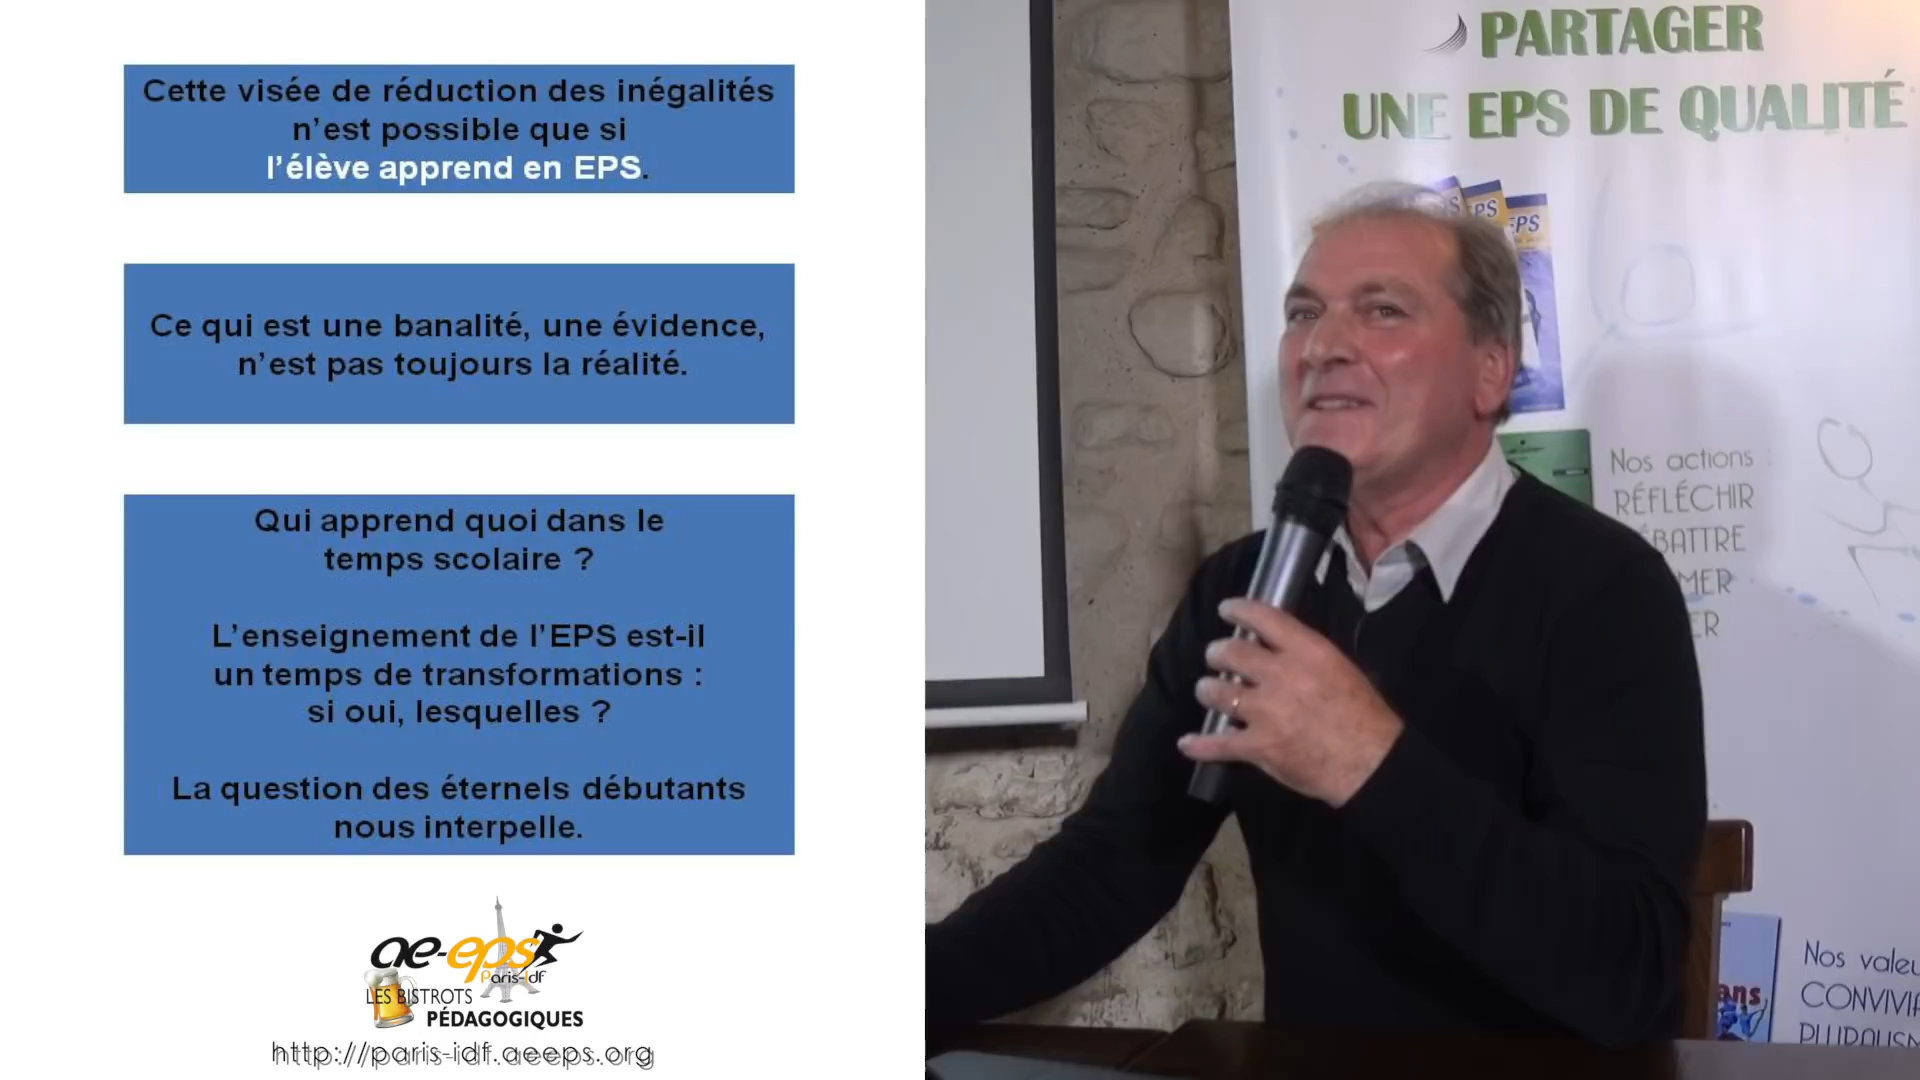 Cette visée de réduction des inégalités
n'est possible que si
l'élève apprend en EPS.
Ce qui est une banalité, une évidence,
n'est pas toujours la réalité.
Qui apprend quoi dans le
temps scolaire ?
L'enseignement de l'EPS est-il
un temps de transformations :
si oui, lesquelles ?
La question des éternels débutants
nous interpelle.
ae-eps
Paris-Idf
LES BISTROTS
PÉDAGOGIQUES
http://paris-idf.aeeps.org
PARTAGER
UNE EPS DE QUALITÉ
EPS
EPS
Nos actions
RÉFLÉCHIR
Nos